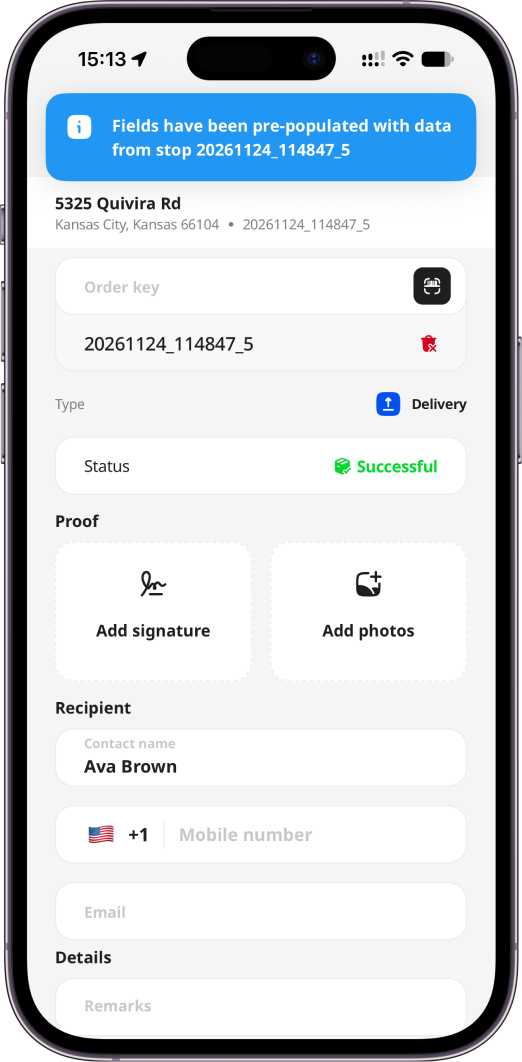 15:13
Fields have been pre-populated with data
from stop 20261124_114847_5
5325 Quivira Rd
Kansas City, Kansas 66104 • 20261124_114847_5
Order key
20261124_114847_5
Type Delivery
Status Successful
Proof
Add signature Add photos
Recipient
Contact name
Ava Brown
+1 Mobile number
Email
Details
Remarks